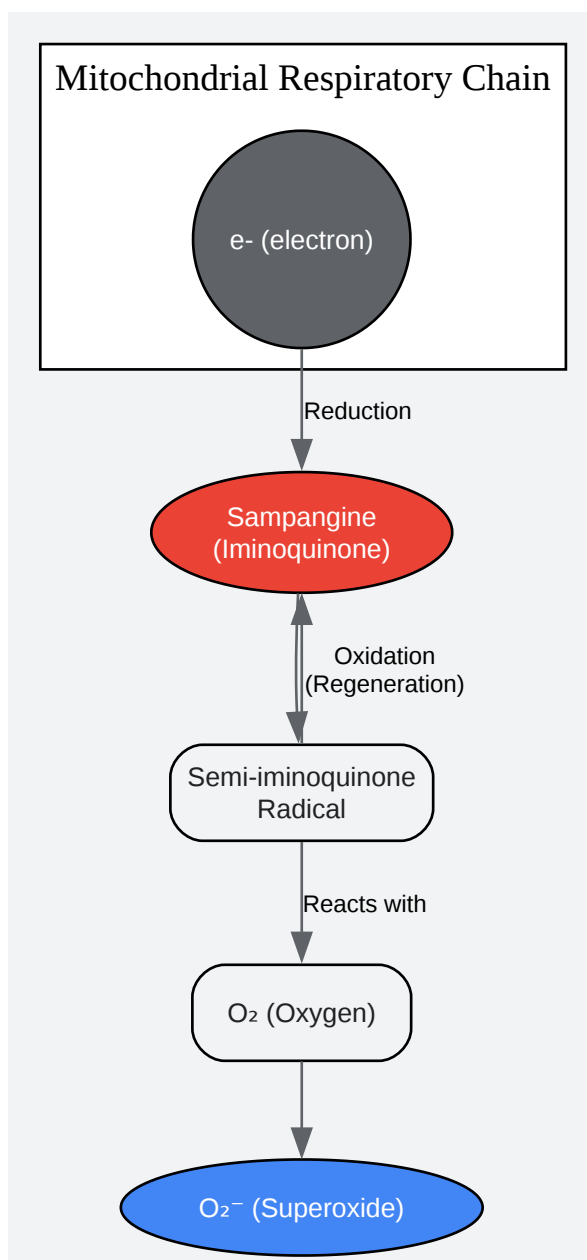 Mitochondrial Respiratory Chain
e- (electron)
Reduction
Sampangine
(Iminoquinone)
Oxidation
(Regeneration)
Semi-iminoquinone
Radical
Reacts with
O₂ (Oxygen)
O₂⁻ (Superoxide)